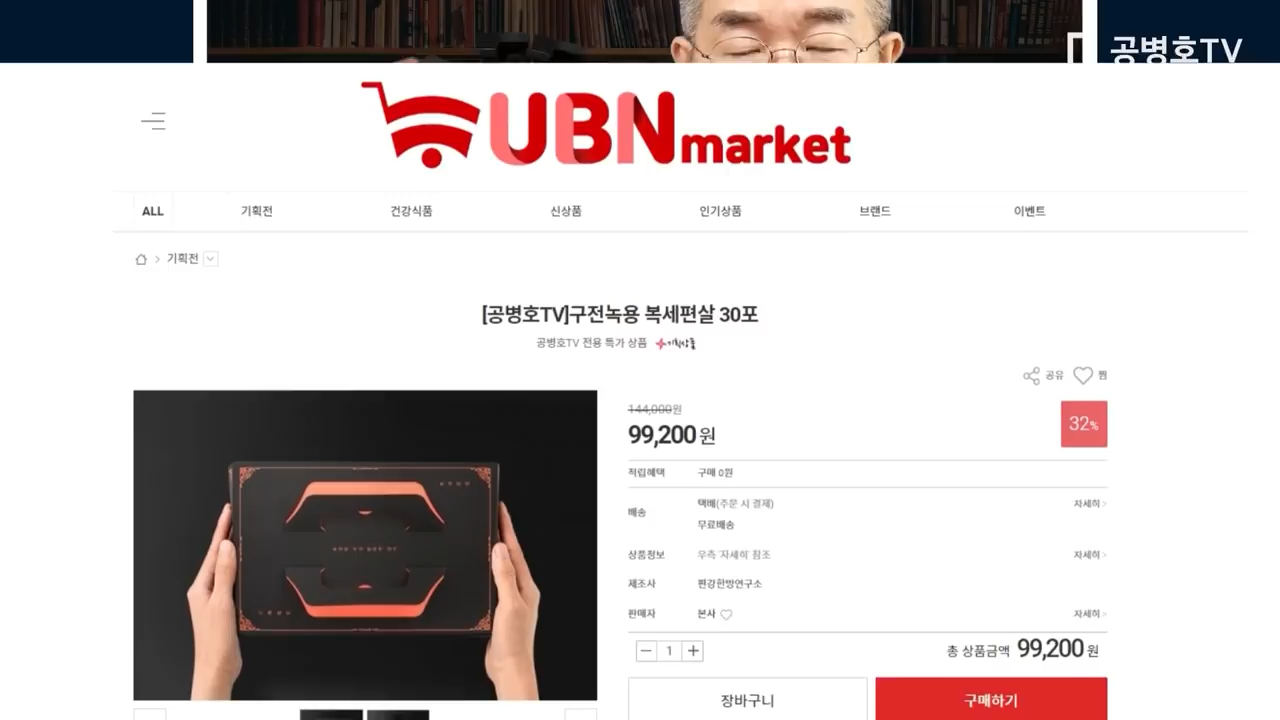 공병호TV
UBNmarket
ALL 기획전 건강식품 신상품 인기상품 브랜드 이벤트
기획전
[공병호TV]구전녹용 복세편살 30포
공병호TV 전용 특가 상품 기획상품
공유 찜
144,000원
99,200원
32%
적립혜택 구매 0원
배송 택배(주문 시 결제) 자세히
무료배송
상품정보 우측 '자세히' 참조 자세히
제조사 편강한방연구소
판매자 본사 자세히
1 총 상품금액 99,200원
장바구니 구매하기